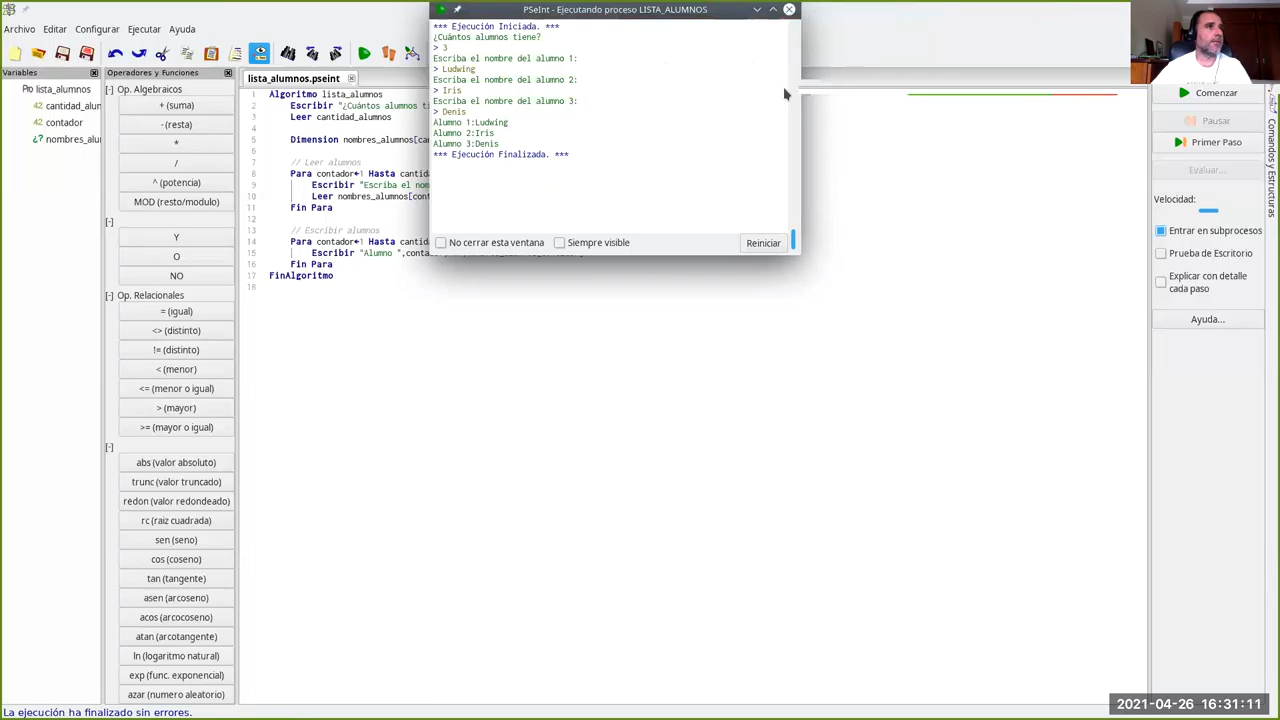 PSeInt - Ejecutando proceso LISTA_ALUMNOS
Archivo Editar Configurar Ejecutar Ayuda
Variables
lista_alumnos
42 cantidad_alum
42 contador
nombres_alu
Operadores y Funciones
[-] Op. Algebraicos
+ (suma)
- (resta)
*
/
^ (potencia)
MOD (resto/modulo)
[-]
Y
O
NO
[-] Op. Relacionales
= (igual)
<> (distinto)
!= (distinto)
< (menor)
<= (menor o igual)
> (mayor)
>= (mayor o igual)
[-]
abs (valor absoluto)
trunc (valor truncado)
redon (valor redondeado)
rc (raiz cuadrada)
sen (seno)
cos (coseno)
tan (tangente)
asen (arcoseno)
acos (arcocoseno)
atan (arcotangente)
ln (logaritmo natural)
exp (func. exponencial)
azar (numero aleatorio)
lista_alumnos.pseint
1 Algoritmo lista_alumnos
2 Escribir "¿Cuántos alumnos ti
3 Leer cantidad_alumnos
4
5 Dimension nombres_alumnos[ca
6
7 // Leer alumnos
8 Para contador←1 Hasta cantida
9 Escribir "Escriba el nom
10 Leer nombres_alumnos[cont
11 Fin Para
12
13 // Escribir alumnos
14 Para contador←1 Hasta cantida
15 Escribir "Alumno ",conta
16 Fin Para
17 FinAlgoritmo
18
*** Ejecución Iniciada. ***
¿Cuántos alumnos tiene?
> 3
Escriba el nombre del alumno 1:
> Ludwing
Escriba el nombre del alumno 2:
> Iris
Escriba el nombre del alumno 3:
> Denis
Alumno 1:Ludwing
Alumno 2:Iris
Alumno 3:Denis
*** Ejecución Finalizada. ***
No cerrar esta ventana
Siempre visible
Reiniciar
Comenzar
Pausar
Primer Paso
Evaluar...
Velocidad:
Entrar en subprocesos
Prueba de Escritorio
Explicar con detalle
cada paso
Ayuda...
Comandos y Estructuras
La ejecución ha finalizado sin errores.
2021-04-26 16:31:11